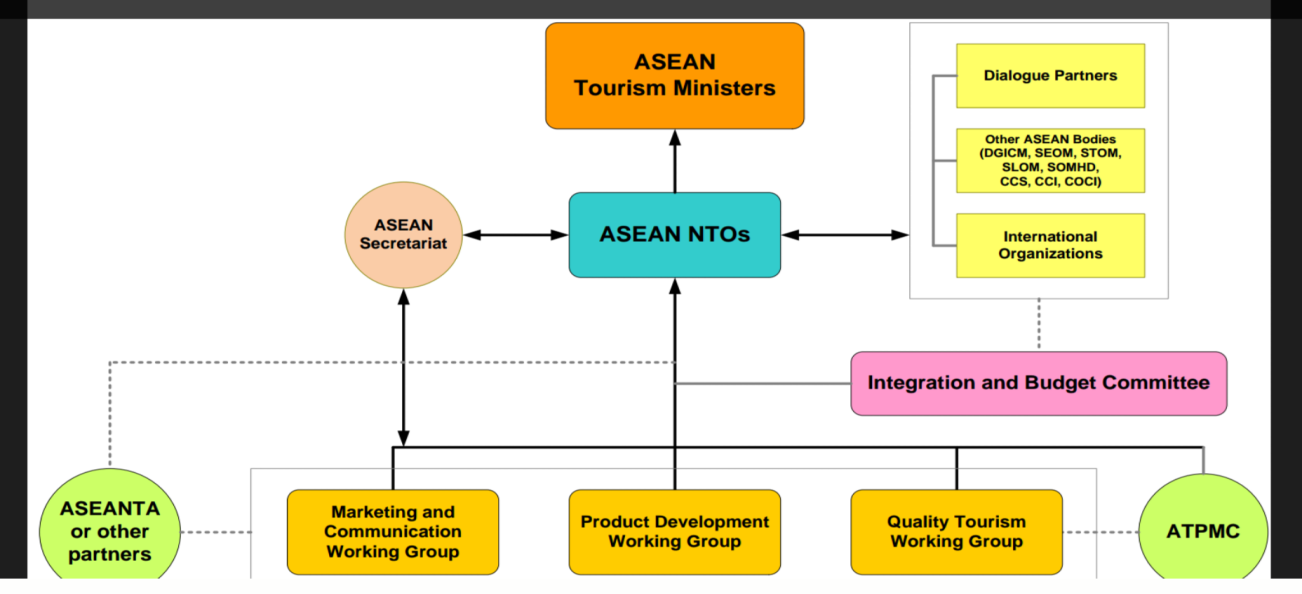 ASEAN
Tourism Ministers
Dialogue Partners
Other ASEAN Bodies
(DGICM, SEOM, STOM,
SLOM, SOMHD,
CCS, CCI, COCI)
International
Organizations
ASEAN
Secretariat
ASEAN NTOs
Integration and Budget Committee
ASEANTA
or other
partners
Marketing and
Communication
Working Group
Product Development
Working Group
Quality Tourism
Working Group
ATPMC